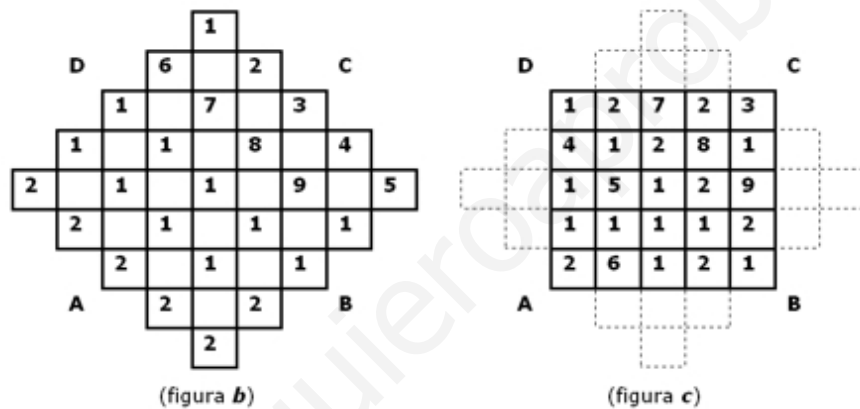 1
D 6 2 C
1 7 3
1 1 8 4
2 1 1 9 5
2 1 1 1
2 1 1
A 2 2 B
2
(figura b)
D C
1 2 7 2 3
4 1 2 8 1
1 5 1 2 9
1 1 1 1 2
2 6 1 2 1
A B
(figura c)
quieroaprob